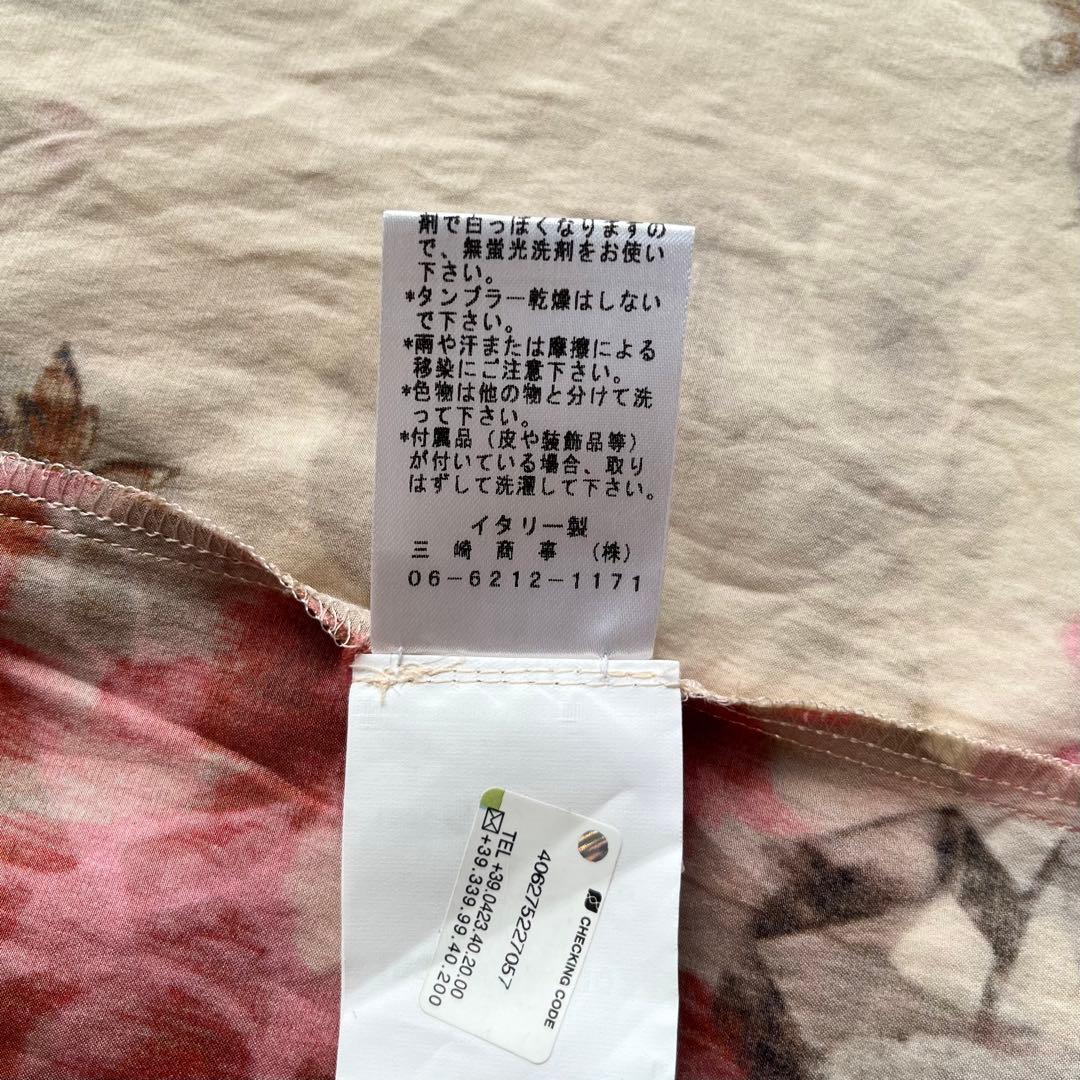 剤で白っぽくなりますの
で、無蛍光洗剤をお使い
下さい。
*タンブラー乾燥はしない
で下さい。
*雨や汗または摩擦による
移染にご注意下さい。
*色物は他の物と分けて洗
って下さい。
*付属品（皮や装飾品等）
が付いている場合、取り
はずして洗濯して下さい。
イタリー製
三崎商事（株）
06-6212-1171
CHECKING CODE
406275227057
TEL +39.0423.40.20.00
+39.339.99.40.200